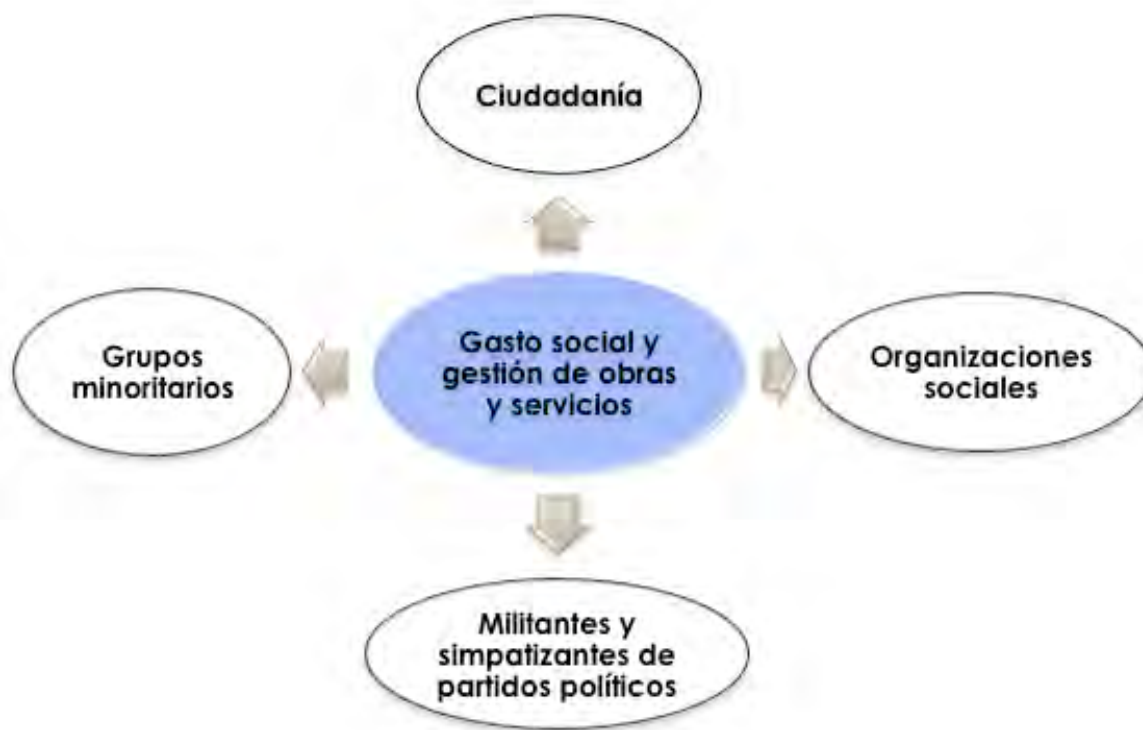 Ciudadanía
Grupos
minoritarios
Gasto social y
gestión de obras
y servicios
Organizaciones
sociales
Militantes y
simpatizantes de
partidos políticos